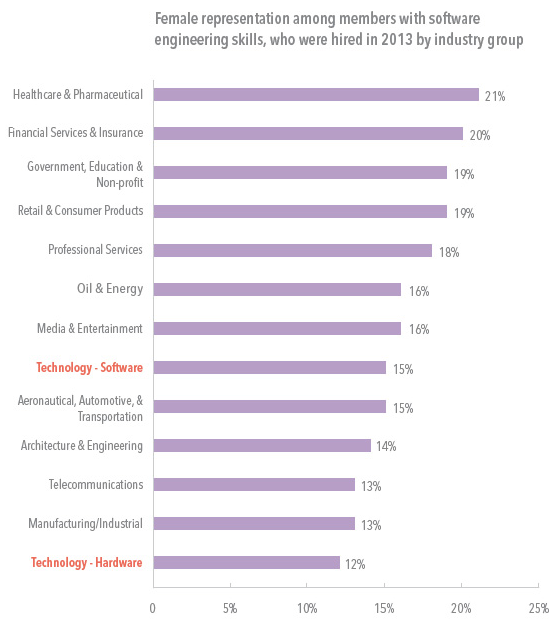 Female representation among members with software
engineering skills, who were hired in 2013 by industry group
Healthcare & Pharmaceutical 21%
Financial Services & Insurance 20%
Government, Education &
Non-profit 19%
Retail & Consumer Products 19%
Professional Services 18%
Oil & Energy 16%
Media & Entertainment 16%
Technology - Software 15%
Aeronautical, Automotive, &
Transportation 15%
Architecture & Engineering 14%
Telecommunications 13%
Manufacturing/Industrial 13%
Technology - Hardware 12%
0 5% 10% 15% 20% 25%